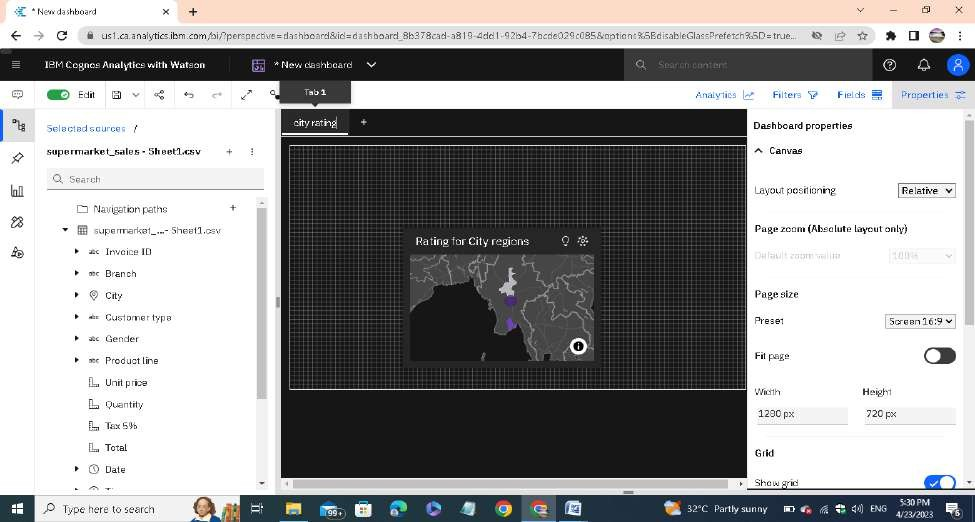 * New dashboard
us1.ca.analytics.ibm.com/bi/?perspective=dashboard&id=dashboard_8b378cad-a819-4dd1-92b4-7bcde029c085&options%5BdisableGlassPrefetch%5D=true...
IBM Cognos Analytics with Watson
* New dashboard
Search content
Edit
Tab 1
Analytics
Filters
Fields
Properties
Selected sources /
city rating
Dashboard properties
supermarket_sales - Sheet1.csv
Canvas
Search
Layout positioning
Relative
Navigation paths
supermarket_...- Sheet1.csv
Page zoom (Absolute layout only)
abc Invoice ID
Rating for City regions
Default zoom value
100%
abc Branch
City
Page size
abc Customer type
Preset
Screen 16:9
abc Gender
abc Product line
Fit page
Unit price
Width
Height
Quantity
1280 px
720 px
Tax 5%
Total
Grid
Date
Show grid
Type here to search
99+
32°C Partly sunny
ENG
5:30 PM
4/23/2023
6